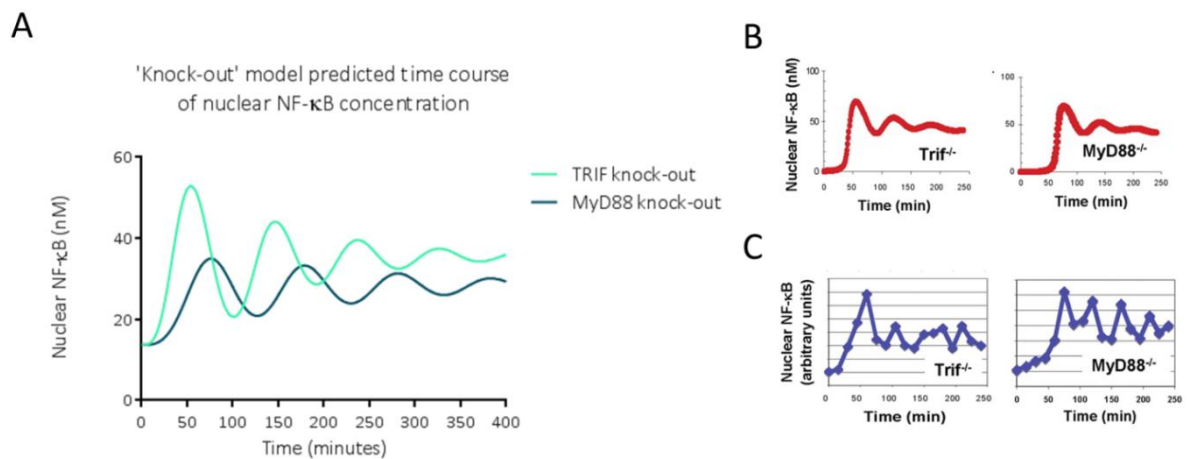 A
'Knock-out' model predicted time course
of nuclear NF-κB concentration
Nuclear NF-κB (nM)
60
40
20
0
0 50 100 150 200 250 300 350 400
Time (minutes)
TRIF knock-out
MyD88 knock-out
B
Nuclear NF-κB (nM)
100
50
0
0 50 100 150 200 250
Trif-/-
Time (min)
100
50
0
0 50 100 150 200 250
MyD88-/-
Time (min)
C
Nuclear NF-κB
(arbitrary units)
Trif-/-
0 50 100 150 200 250
Time (min)
MyD88-/-
0 50 100 150 200 250
Time (min)